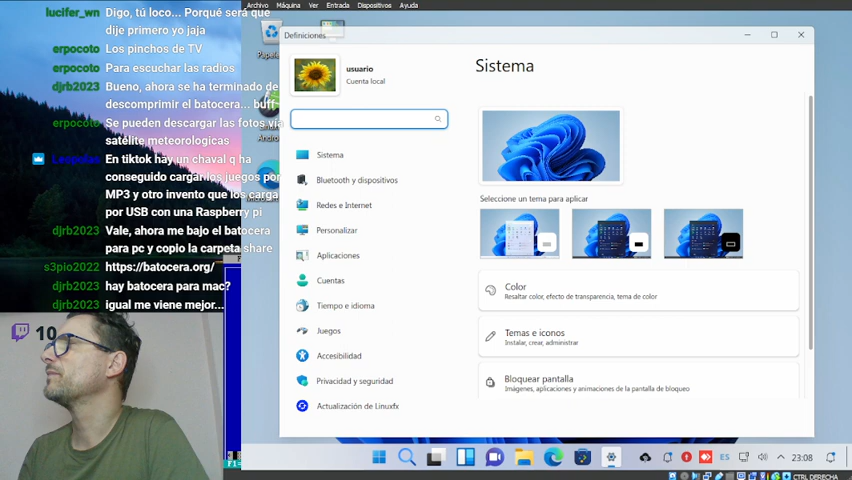 lucifer_wn Digo, tú loco... Porqué será que
dije primero yo jaja
erpocoto Los pinchos de TV
erpocoto Para escuchar las radios
djrb2023 Bueno, ahora se ha terminado de
descomprimir el batocera... buff
erpocoto Se pueden descargar las fotos vía
satélite meteorologicas
En tiktok hay un chaval q ha
conseguido cargar los juegos por
MP3 y otro invento que los carga
por USB con una Raspberry pi
djrb2023 Vale, ahora me bajo el batocera
para pc y copio la carpeta share
s3pio2022 https://batocera.org/
djrb2023 hay batocera para mac?
djrb2023 igual me viene mejor...
10
F1=
Archivo Máquina Ver Entrada Dispositivos Ayuda
Definiciones
usuario
Cuenta local
Sistema
Bluetooth y dispositivos
Redes e Internet
Personalizar
Aplicaciones
Cuentas
Tiempo e idioma
Juegos
Accesibilidad
Privacidad y seguridad
Actualización de Linuxfx
Sistema
Seleccione un tema para aplicar
Color
Resaltar color, efecto de transparencia, tema de color
Temas e iconos
Instalar, crear, administrar
Bloquear pantalla
Imágenes, aplicaciones y animaciones de la pantalla de bloqueo
ES
23:08
CTRL DERECHA